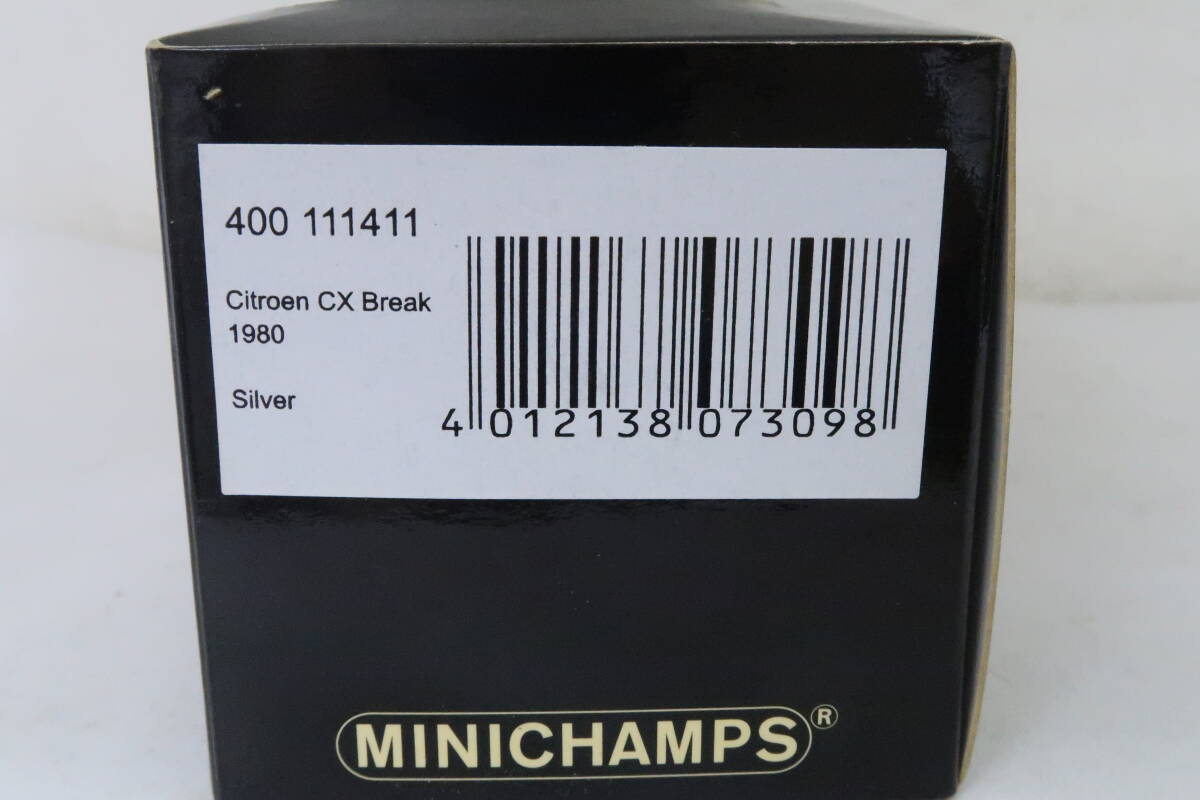 400 111411
Citroen CX Break
1980
Silver
4 012138 073098
MINICHAMPS®